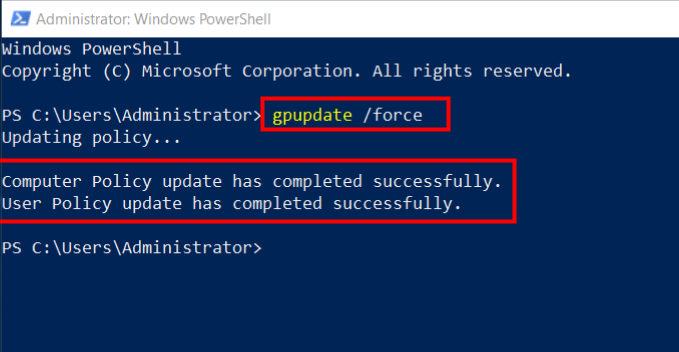 Administrator: Windows PowerShell
Windows PowerShell
Copyright (C) Microsoft Corporation. All rights reserved.
PS C:\Users\Administrator> gpupdate /force
Updating policy...
Computer Policy update has completed successfully.
User Policy update has completed successfully.
PS C:\Users\Administrator>